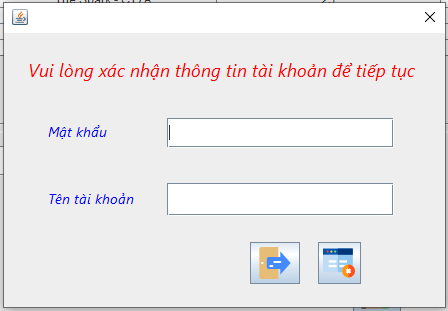 Vui lòng xác nhận thông tin tài khoản để tiếp tục
Mật khẩu
Tên tài khoản